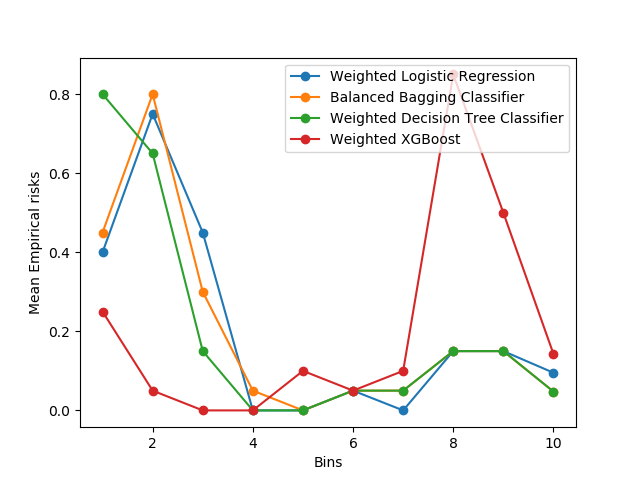 Weighted Logistic Regression
Balanced Bagging Classifier
Weighted Decision Tree Classifier
Weighted XGBoost
0.8
0.6
0.4
0.2
0.0
Mean Empirical risks
2
4
6
8
10
Bins